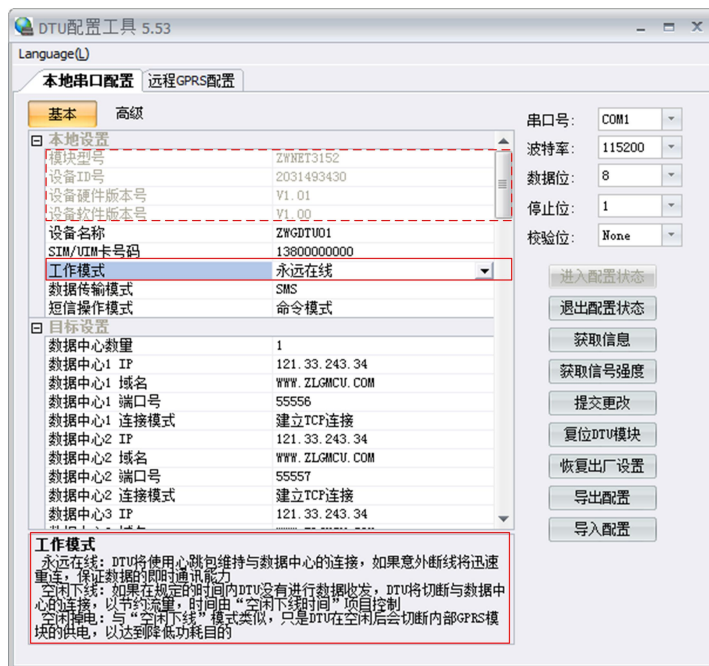 DTU配置工具 5.53
Language(L)
本地串口配置 远程GPRS配置
基本 高级
本地设置
模块型号 ZWNET3152
设备ID号 2031493430
设备硬件版本号 V1.01
设备软件版本号 V1.00
设备名称 ZWGDTU01
SIM/UIM卡号码 13800000000
工作模式 永远在线
数据传输模式 SMS
短信操作模式 命令模式
目标设置
数据中心数量 1
数据中心1 IP 121.33.243.34
数据中心1 域名 WWW.ZLGMCU.COM
数据中心1 端口号 55556
数据中心1 连接模式 建立TCP连接
数据中心2 IP 121.33.243.34
数据中心2 域名 WWW.ZLGMCU.COM
数据中心2 端口号 55557
数据中心2 连接模式 建立TCP连接
数据中心3 IP 121.33.243.34
工作模式
永远在线：DTU将使用心跳包维持与数据中心的连接，如果意外断线将迅速
重连，保证数据的即时通讯能力
空闲下线：如果在规定的时间内DTU没有进行数据收发，DTU将切断与数据中
心的连接，以节约流量，时间由“空闲下线时间”项目控制
空闲掉电：与“空闲下线”模式类似，只是DTU在空闲后会切断内部GPRS模
块的供电，以达到降低功耗目的
串口号： COM1
波特率： 115200
数据位： 8
停止位： 1
校验位： None
进入配置状态
退出配置状态
获取信息
获取信号强度
提交更改
复位DTU模块
恢复出厂设置
导出配置
导入配置